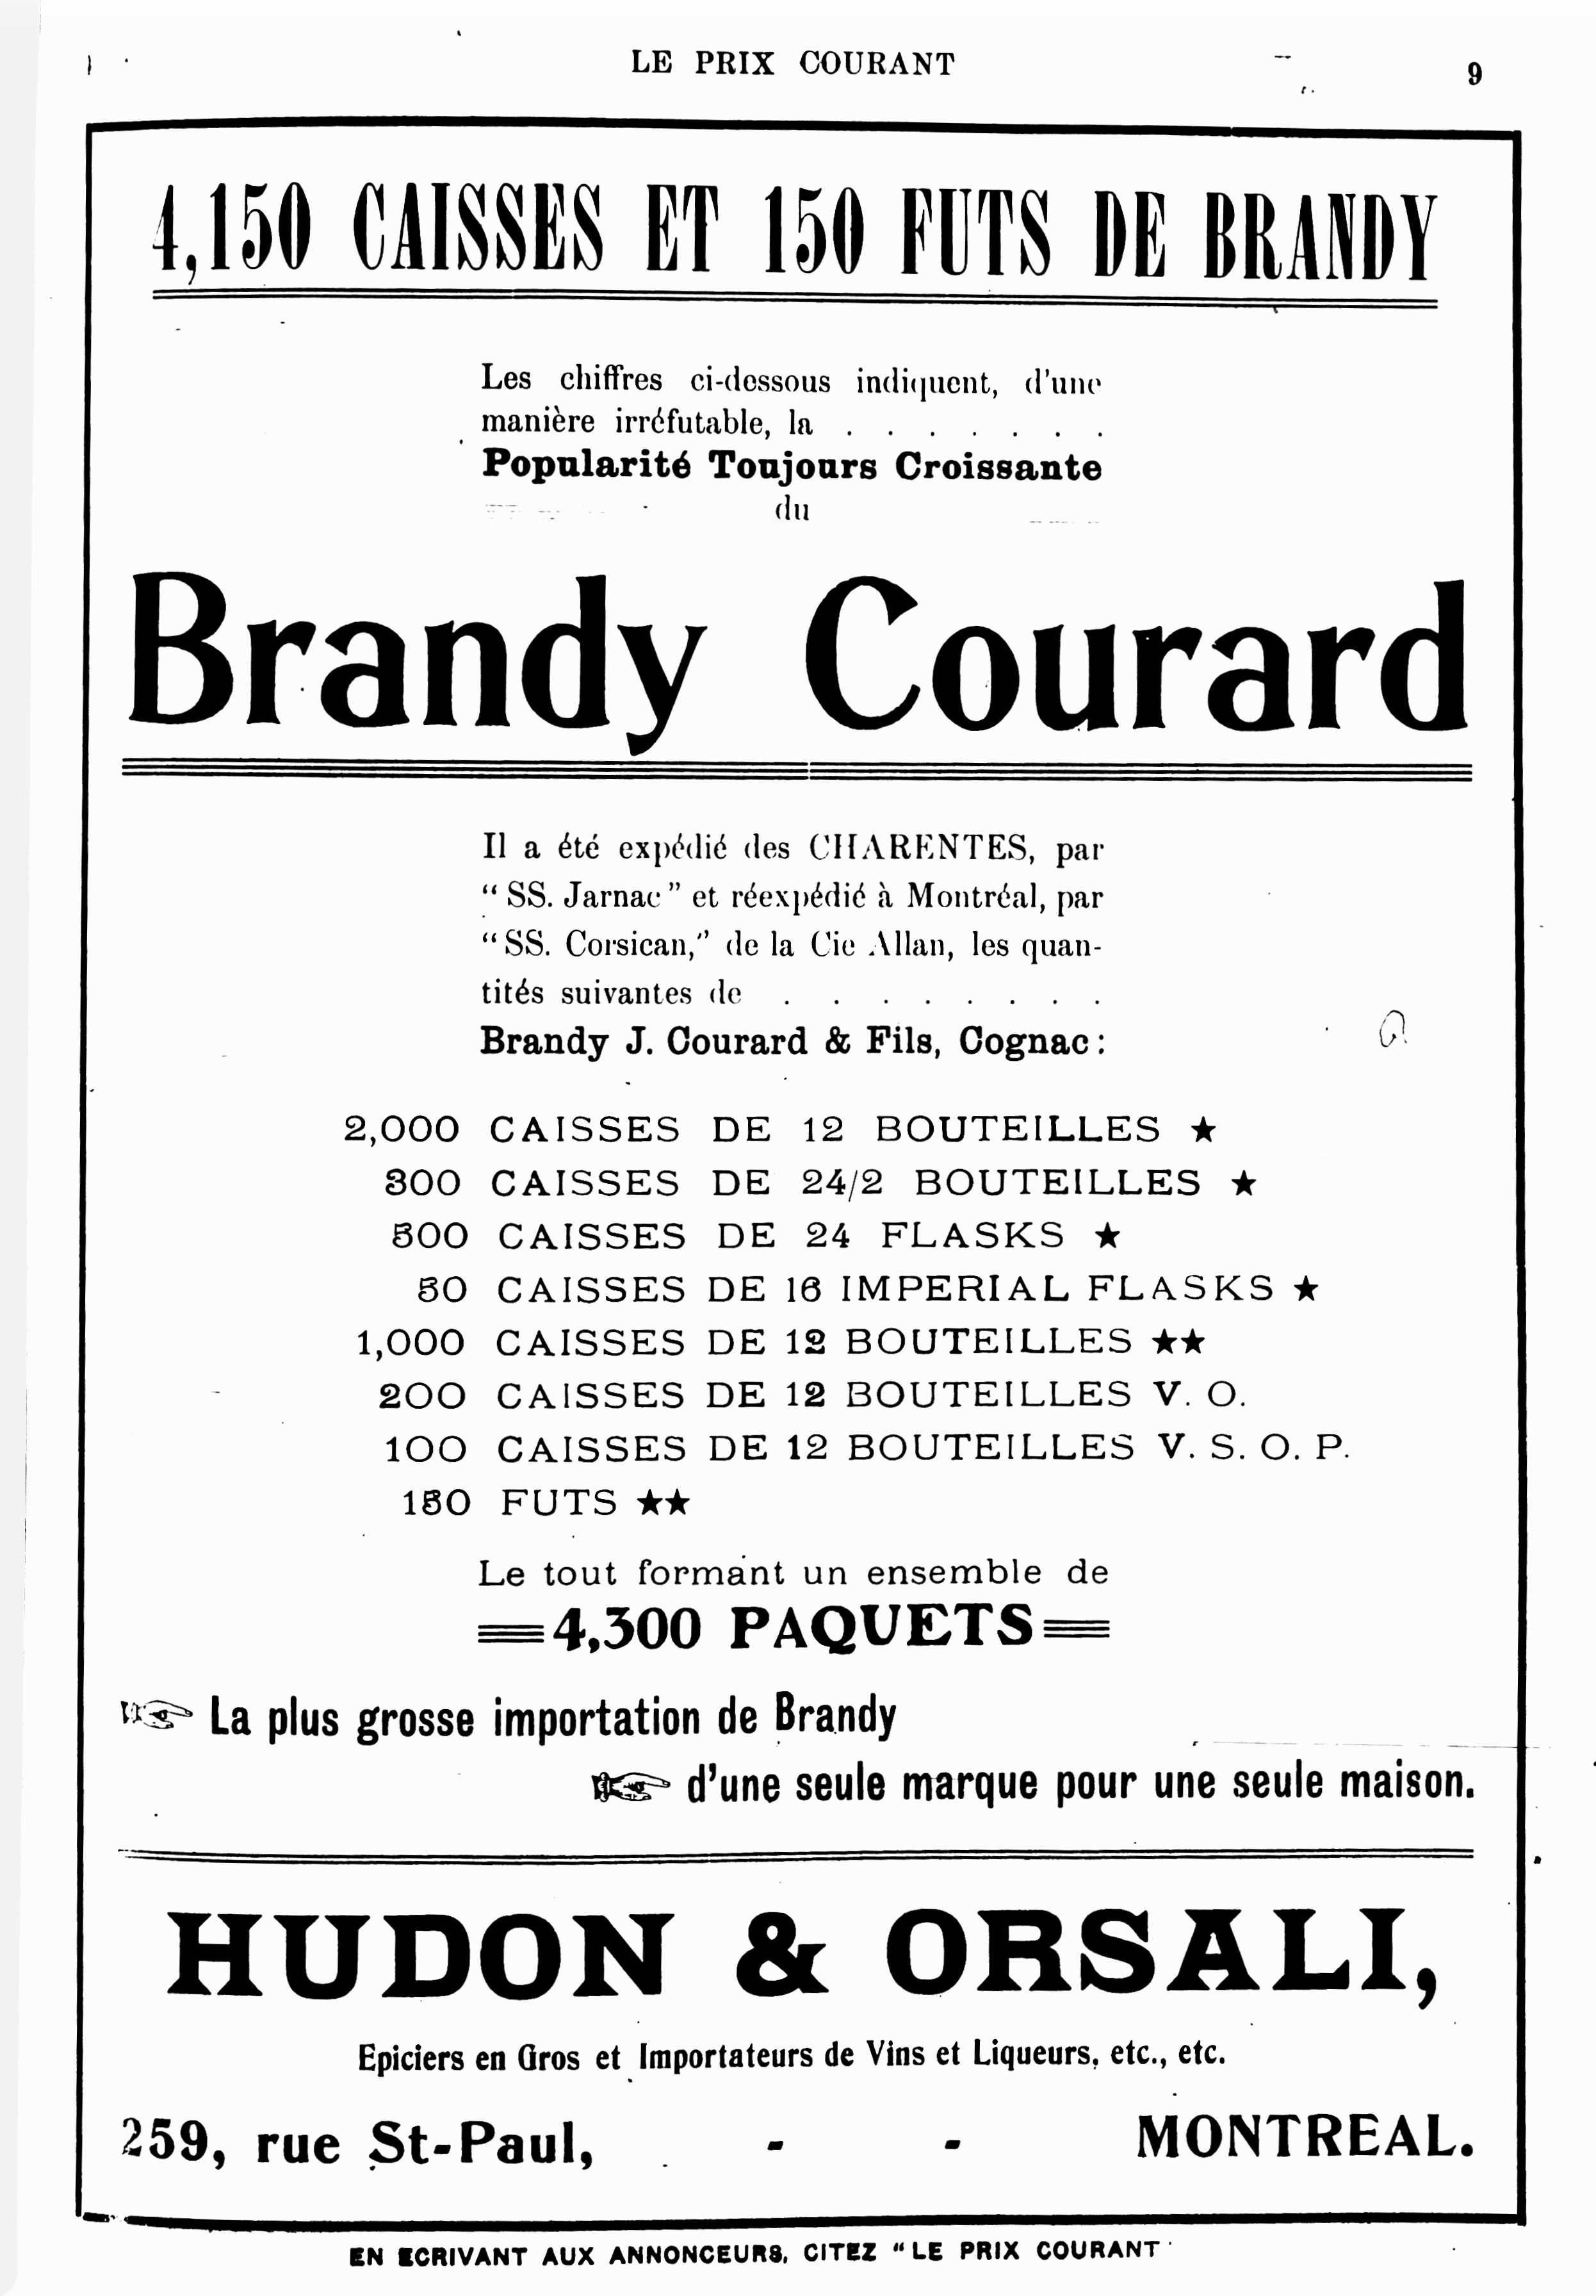 LE PRIX COURANT
9
4,150 CAISSES ET 150 FUTS DE BRANDY
Les chiffres ci-dessous indiquent, d'une
manière irréfutable, la . . . . . . .
Popularité Toujours Croissante
du
Brandy Courard
Il a été expédié des CHARENTES, par
" SS. Jarnac " et réexpédié à Montréal, par
"SS. Corsican," de la Cie Allan, les quan-
tités suivantes de . . . . . . . .
Brandy J. Courard & Fils, Cognac :
2,000 CAISSES DE 12 BOUTEILLES ★
300 CAISSES DE 24/2 BOUTEILLES ★
500 CAISSES DE 24 FLASKS ★
50 CAISSES DE 16 IMPERIAL FLASKS ★
1,000 CAISSES DE 12 BOUTEILLES ★★
200 CAISSES DE 12 BOUTEILLES V. O.
100 CAISSES DE 12 BOUTEILLES V. S. O. P.
150 FUTS ★★
Le tout formant un ensemble de
4,300 PAQUETS
☞ La plus grosse importation de Brandy
☞ d'une seule marque pour une seule maison.
HUDON & ORSALI,
Epiciers en Gros et Importateurs de Vins et Liqueurs, etc., etc.
259, rue St-Paul, - - MONTREAL.
EN ECRIVANT AUX ANNONCEURS, CITEZ " LE PRIX COURANT